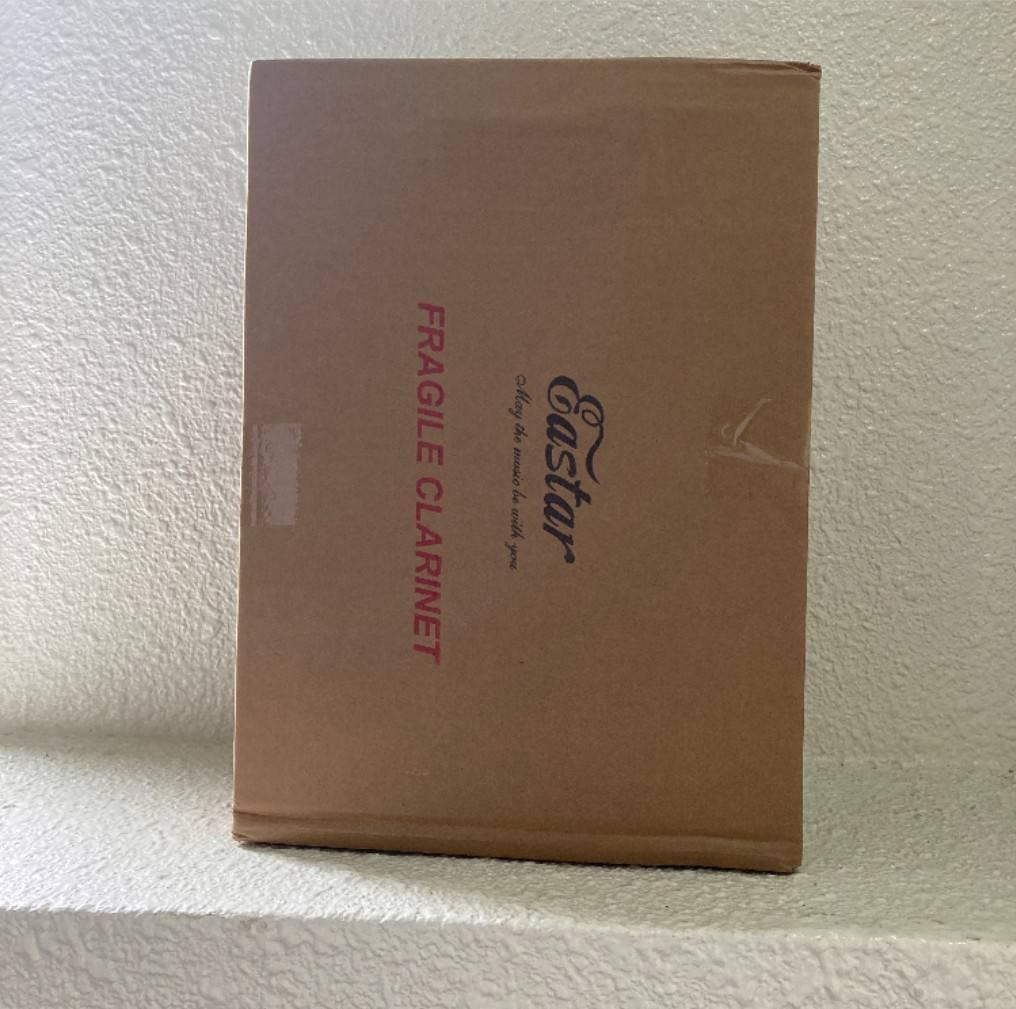 Eastar
May the music be with you
FRAGILE CLARINET